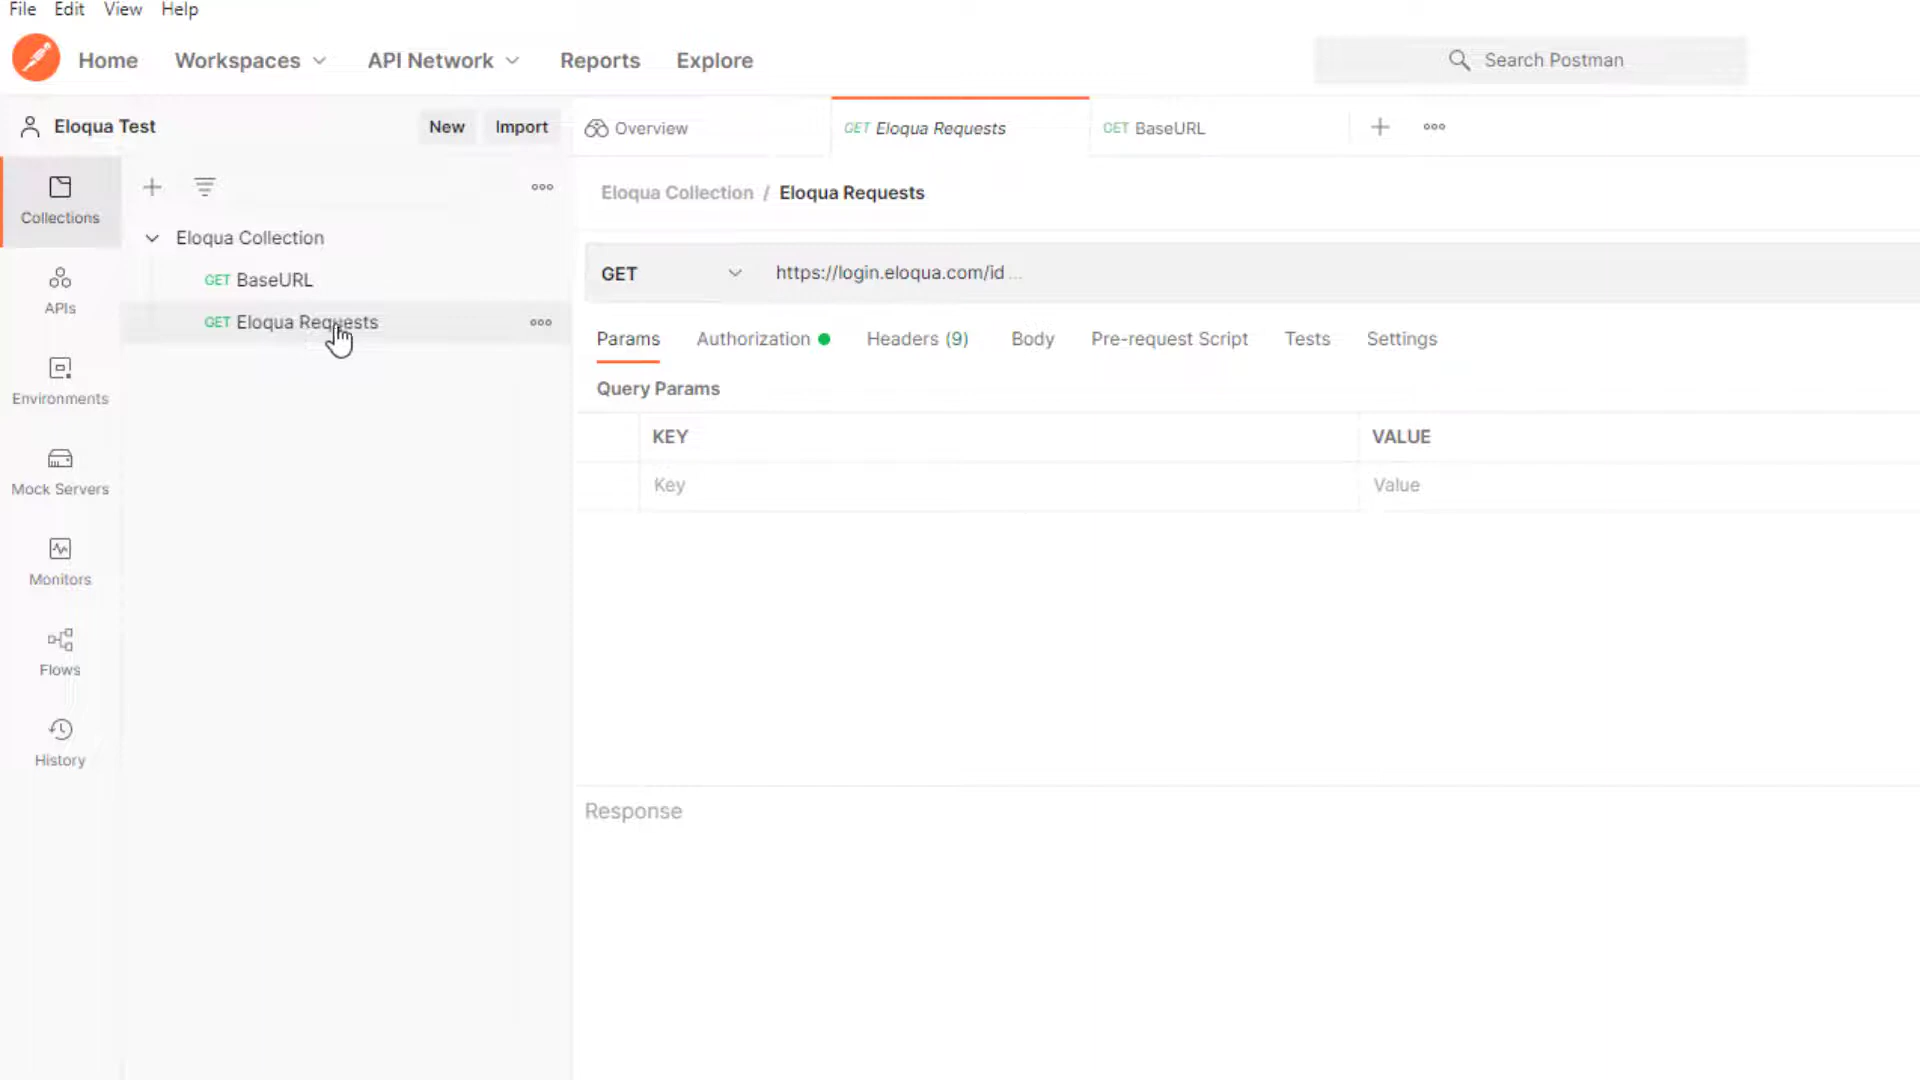 File Edit View Help
Home Workspaces API Network Reports Explore Search Postman
Eloqua Test New Import Overview GET Eloqua Requests GET BaseURL
Collections
Eloqua Collection / Eloqua Requests
Eloqua Collection
GET https://login.eloqua.com/id ...
GET BaseURL
APIs
GET Eloqua Requests
Params Authorization Headers (9) Body Pre-request Script Tests Settings
Query Params
Environments
KEY VALUE
Key Value
Mock Servers
Monitors
Flows
History
Response